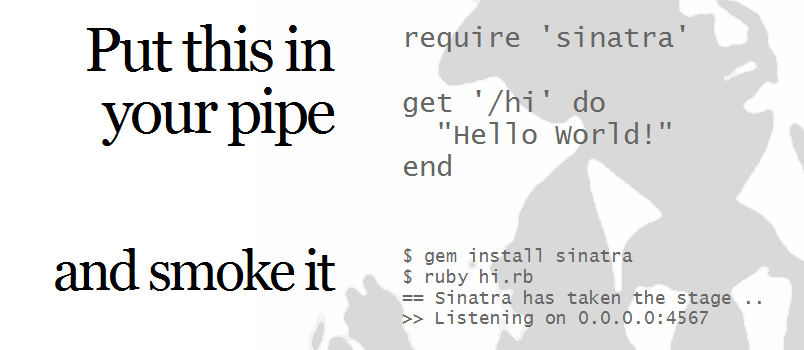 Put this in
your pipe
and smoke it
require 'sinatra'
get '/hi' do
  "Hello World!"
end
$ gem install sinatra
$ ruby hi.rb
== Sinatra has taken the stage ..
>> Listening on 0.0.0.0:4567